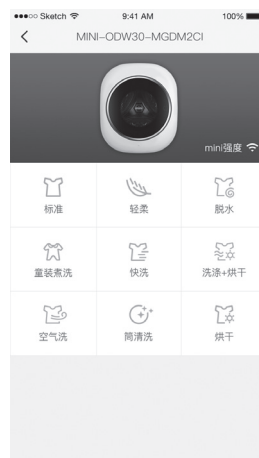 Sketch 9:41 AM 100%
MINI-ODW30-MGDM2CI
mini强度
标准 轻柔 脱水
童装煮洗 快洗 洗涤+烘干
空气洗 筒清洗 烘干